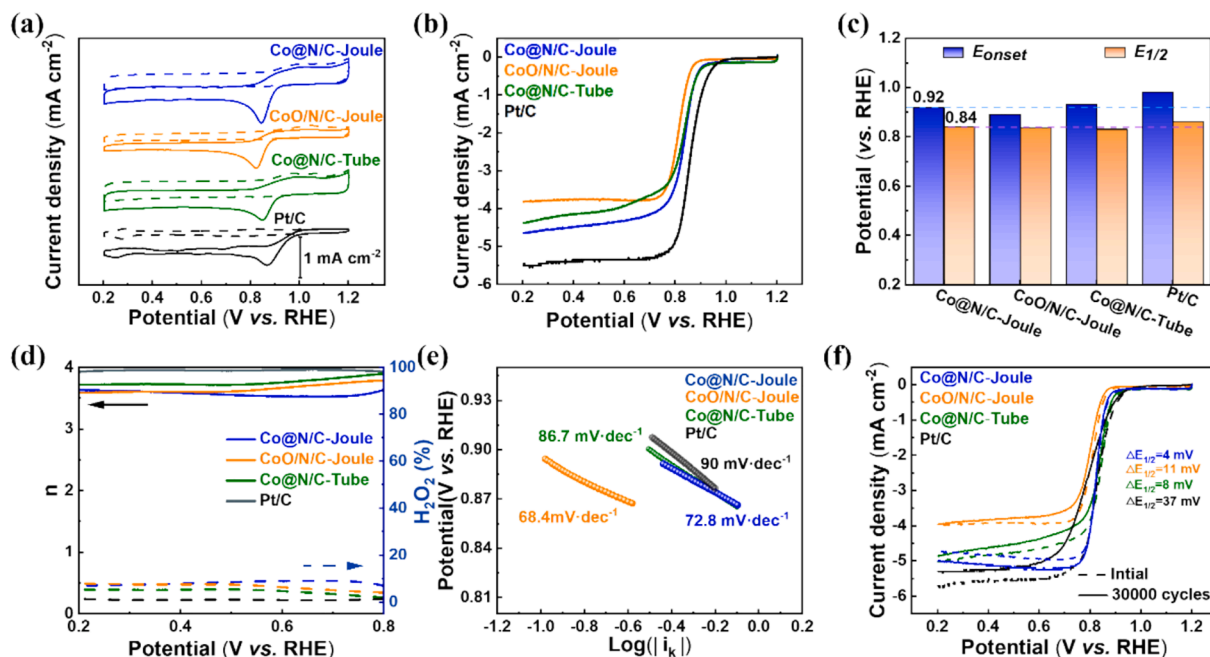 (a)
Current density (mA cm⁻²)
Co@N/C-Joule
CoO/N/C-Joule
Co@N/C-Tube
Pt/C
1 mA cm⁻²
0.2 0.4 0.6 0.8 1.0 1.2
Potential (V vs. RHE)
(b)
Current density (mA cm⁻²)
0
-1
-2
-3
-4
-5
-6
Co@N/C-Joule
CoO/N/C-Joule
Co@N/C-Tube
Pt/C
0.0 0.2 0.4 0.6 0.8 1.0 1.2
Potential (V vs. RHE)
(c)
Potential (vs. RHE)
1.2
1.0
0.8
0.6
0.4
0.2
Eonset
E1/2
0.92
0.84
Co@N/C-Joule
CoO/N/C-Joule
Co@N/C-Tube
Pt/C
(d)
n
4
3
2
1
0
100
90
80
70
60
50
40
30
20
10
0
H₂O₂ (%)
Co@N/C-Joule
CoO/N/C-Joule
Co@N/C-Tube
Pt/C
0.2 0.4 0.6 0.8
Potential (V vs. RHE)
(e)
Potential(V vs. RHE)
0.93
0.90
0.87
0.84
0.81
Co@N/C-Joule
CoO/N/C-Joule
Co@N/C-Tube
Pt/C
86.7 mV·dec⁻¹
90 mV·dec⁻¹
68.4mV·dec⁻¹
72.8 mV·dec⁻¹
-1.2 -1.0 -0.8 -0.6 -0.4 -0.2 0.0 0.2
Log(| iₖ|)
(f)
Current density (mA cm⁻²)
0
-1
-2
-3
-4
-5
-6
Co@N/C-Joule
CoO/N/C-Joule
Co@N/C-Tube
Pt/C
△E1/2=4 mV
△E1/2=11 mV
△E1/2=8 mV
△E1/2=37 mV
Intial
30000 cycles
0.2 0.4 0.6 0.8 1.0 1.2
Potential (V vs. RHE)